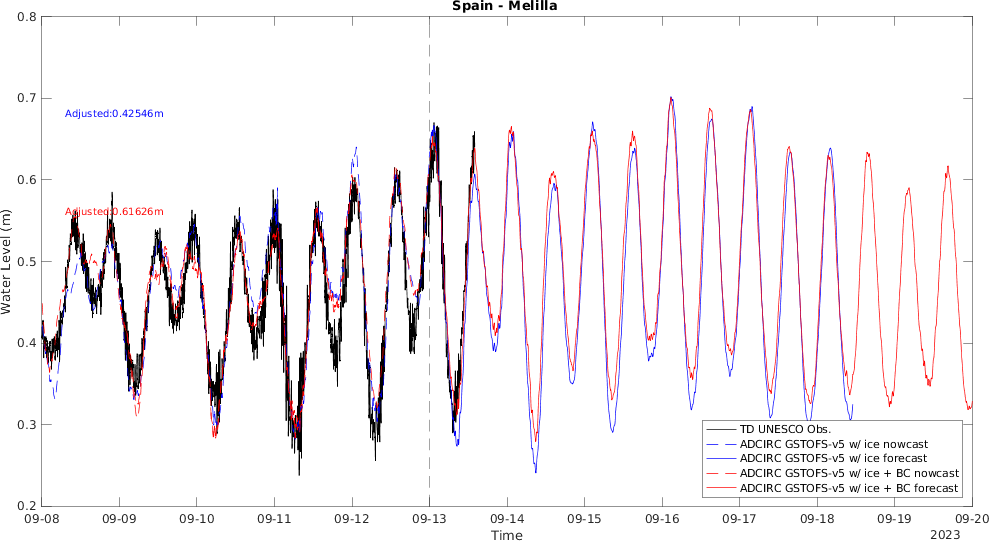 Spain - Melilla
0.8
0.7
0.6
0.5
0.4
0.3
0.2
Water Level (m)
Adjusted:0.42546m
Adjusted:0.61626m
TD UNESCO Obs.
ADCIRC GSTOFS-v5 w/ ice nowcast
ADCIRC GSTOFS-v5 w/ ice forecast
ADCIRC GSTOFS-v5 w/ ice + BC nowcast
ADCIRC GSTOFS-v5 w/ ice + BC forecast
09-08 09-09 09-10 09-11 09-12 09-13 09-14 09-15 09-16 09-17 09-18 09-19 09-20
Time
2023